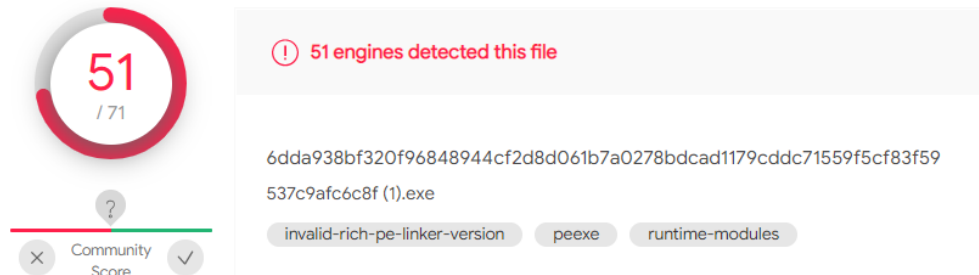 51
/ 71
?
Community
Score
51 engines detected this file
6dda938bf320f96848944cf2d8d061b7a0278bdcad1179cddc71559f5cf83f59
537c9afc6c8f (1).exe
invalid-rich-pe-linker-version peexe runtime-modules